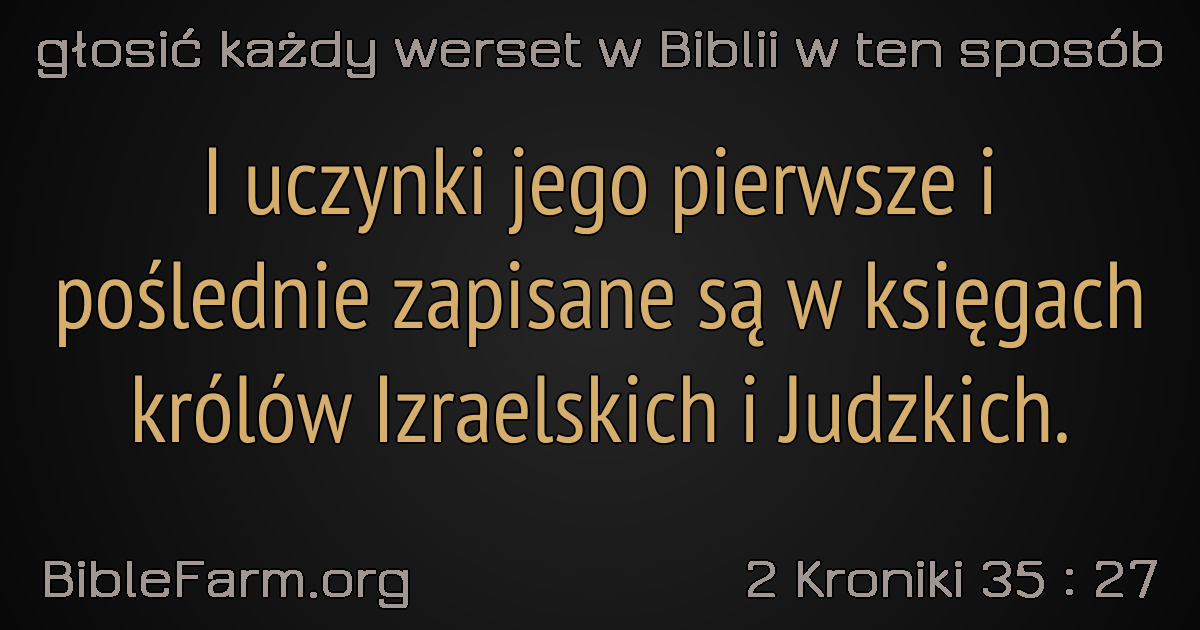 głosić każdy werset w Biblii w ten sposób
I uczynki jego pierwsze i
poślednie zapisane są w księgach
królów Izraelskich i Judzkich.
BibleFarm.org
2 Kroniki 35 : 27